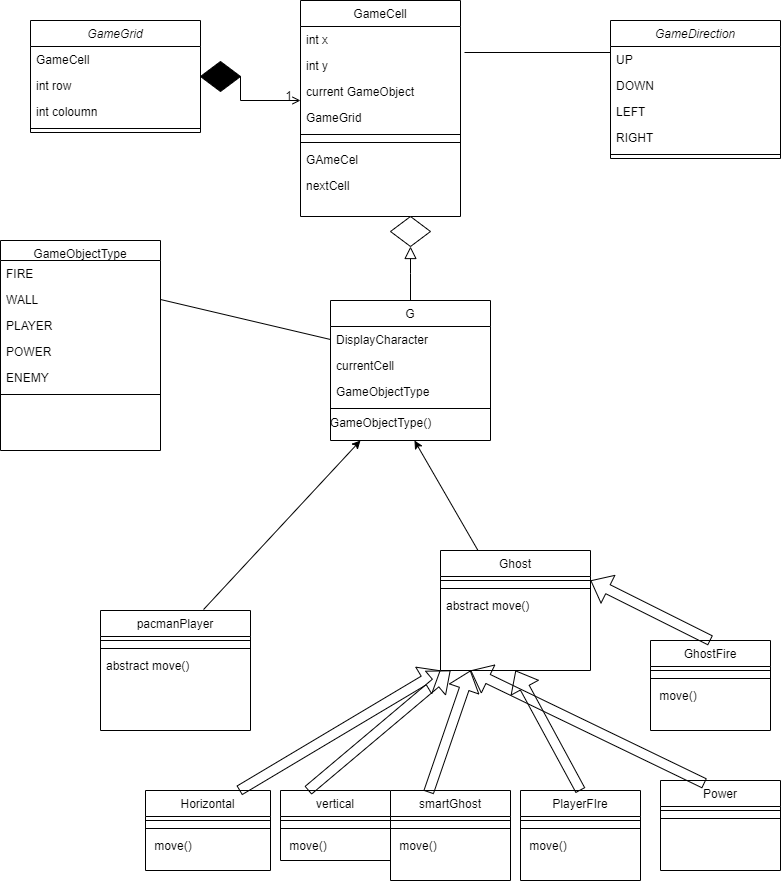 GameGrid
GameCell
int row
int coloumn
1
GameCell
int x
int y
current GameObject
GameGrid
GAmeCel
nextCell
GameDirection
UP
DOWN
LEFT
RIGHT
GameObjectType
FIRE
WALL
PLAYER
POWER
ENEMY
G
DisplayCharacter
currentCell
GameObjectType
GameObjectType()
Ghost
abstract move()
pacmanPlayer
abstract move()
GhostFire
move()
Horizontal
move()
vertical
move()
smartGhost
move()
PlayerFIre
move()
Power